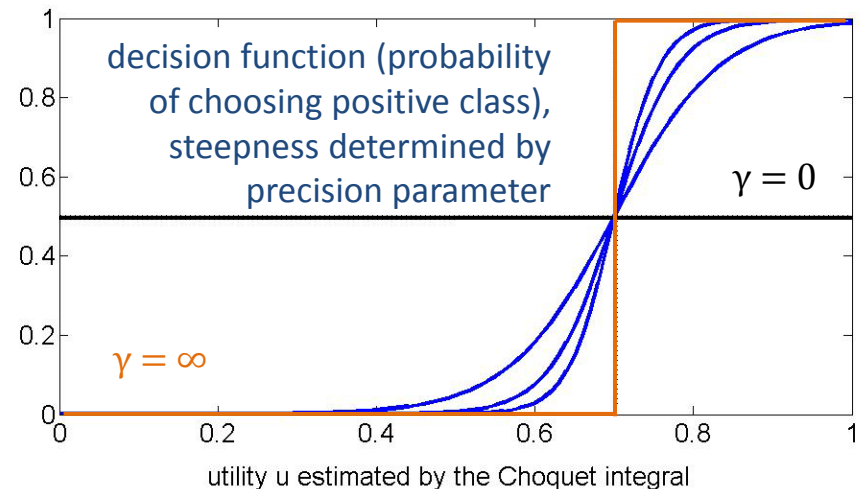 1
decision function (probability
of choosing positive class),
steepness determined by
precision parameter
0.8
0.6
γ = 0
0.4
0.2
γ = ∞
0
0 0.2 0.4 0.6 0.8 1
utility u estimated by the Choquet integral